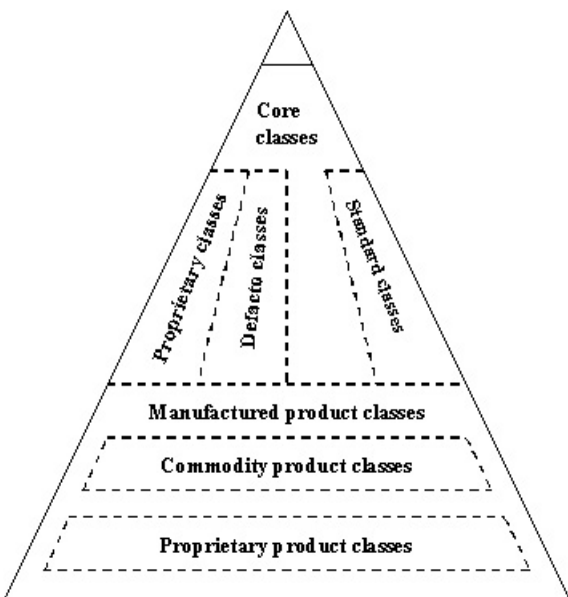 Core
classes
Proprietary classes
Defacto classes
Standard classes
Manufactured product classes
Commodity product classes
Proprietary product classes